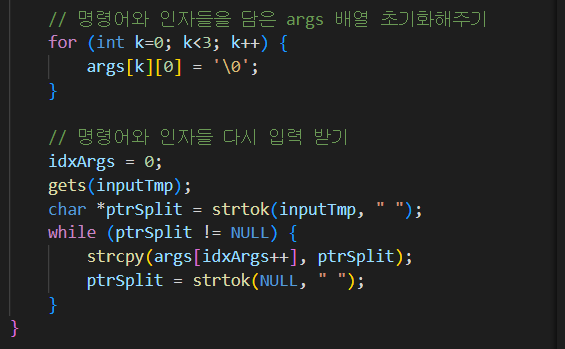 // 명령어와 인자들을 담은 args 배열 초기화해주기
for (int k=0; k<3; k++) {
args[k][0] = '\0';
}
// 명령어와 인자들 다시 입력 받기
idxArgs = 0;
gets(inputTmp);
char *ptrSplit = strtok(inputTmp, " ");
while (ptrSplit != NULL) {
strcpy(args[idxArgs++], ptrSplit);
ptrSplit = strtok(NULL, " ");
}
}